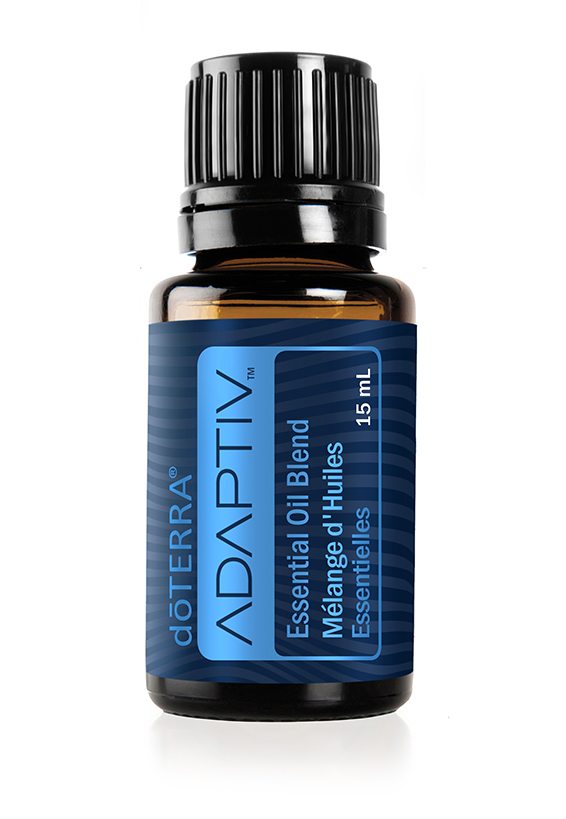 dōTERRA®
ADAPTIV™
Essential Oil Blend
Mélange d'Huiles
Essentielles
15 mL